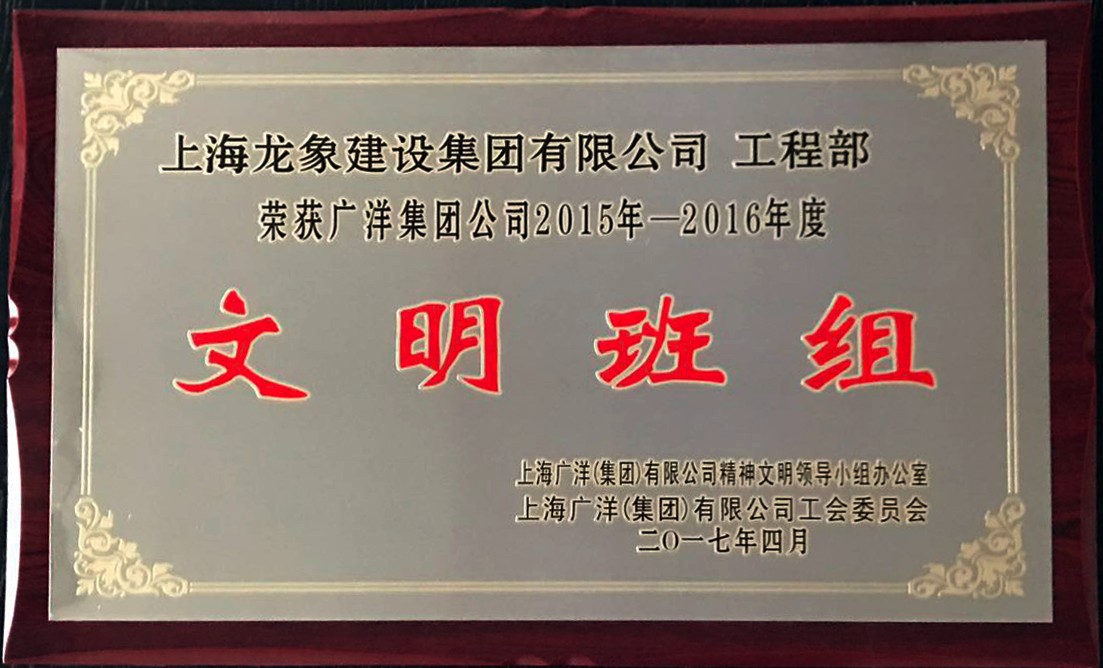 上海龙象建设集团有限公司 工程部
荣获广洋集团公司2015年—2016年度
文明班组
上海广洋(集团)有限公司精神文明领导小组办公室
上海广洋(集团)有限公司工会委员会
二〇一七年四月